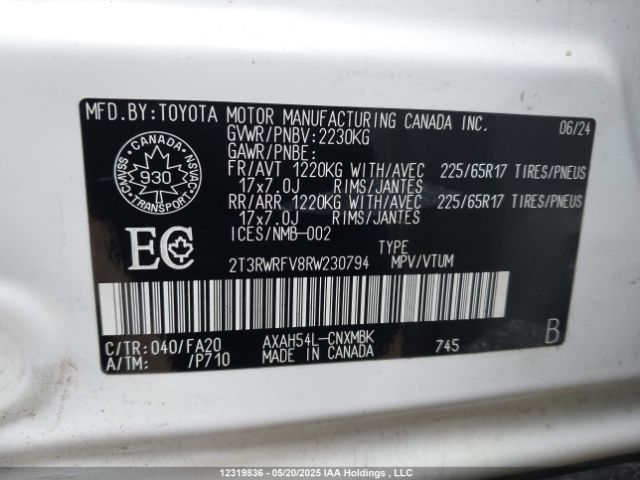 MFD.BY:TOYOTA MOTOR MANUFACTURING CANADA INC. 06/24
GVWR/PNBV:2230KG
GAWR/PNBE:
FR/AVT 1220KG WITH/AVEC 225/65R17 TIRES/PNEUS
17x7.0J RIMS/JANTES
RR/ARR 1220KG WITH/AVEC 225/65R17 TIRES/PNEUS
17x7.0J RIMS/JANTES
ICES/NMB-002
CANADA
CMVSS 930 NSVAC
TRANSPORT
EC
TYPE
2T3RWRFV8RW230794 MPV/VTUM
C/TR:040/FA20 AXAH54L-CNXMBK 745 B
A/TM: /P710 MADE IN CANADA
12319836 - 05/20/2025 IAA Holdings , LLC